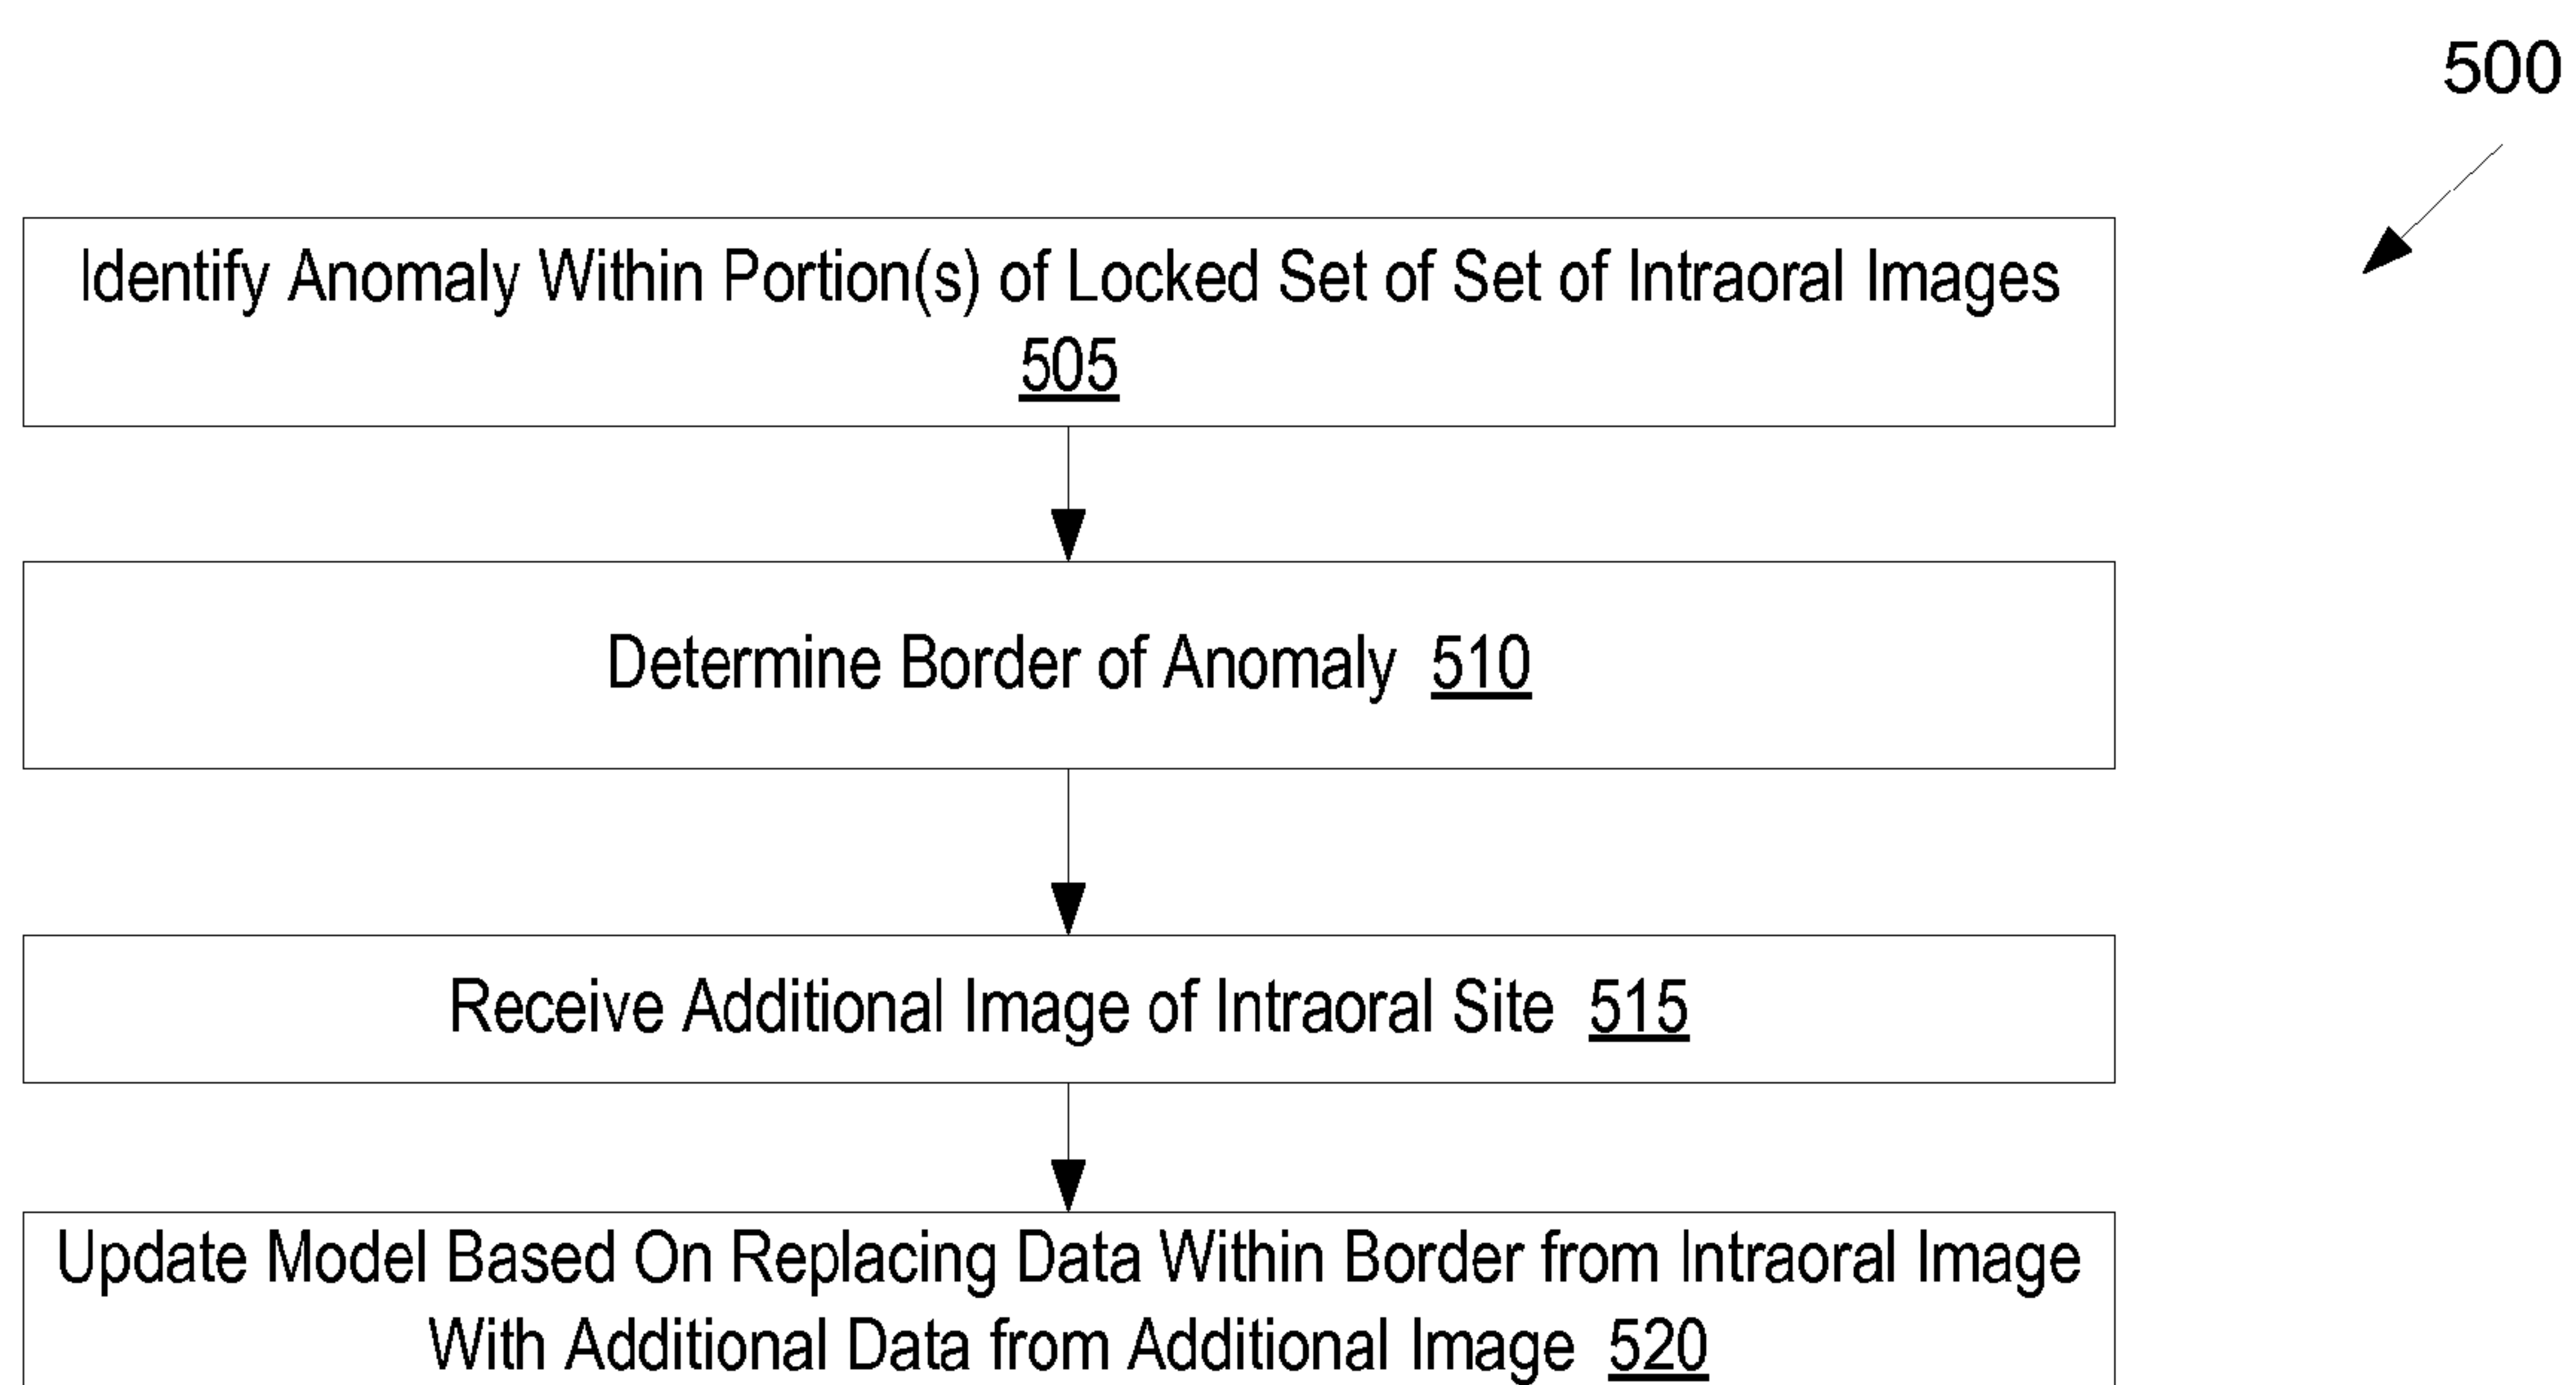 500
Identify Anomaly Within Portion(s) of Locked Set of Set of Intraoral Images
505
Determine Border of Anomaly 510
Receive Additional Image of Intraoral Site 515
Update Model Based On Replacing Data Within Border from Intraoral Image
With Additional Data from Additional Image 520